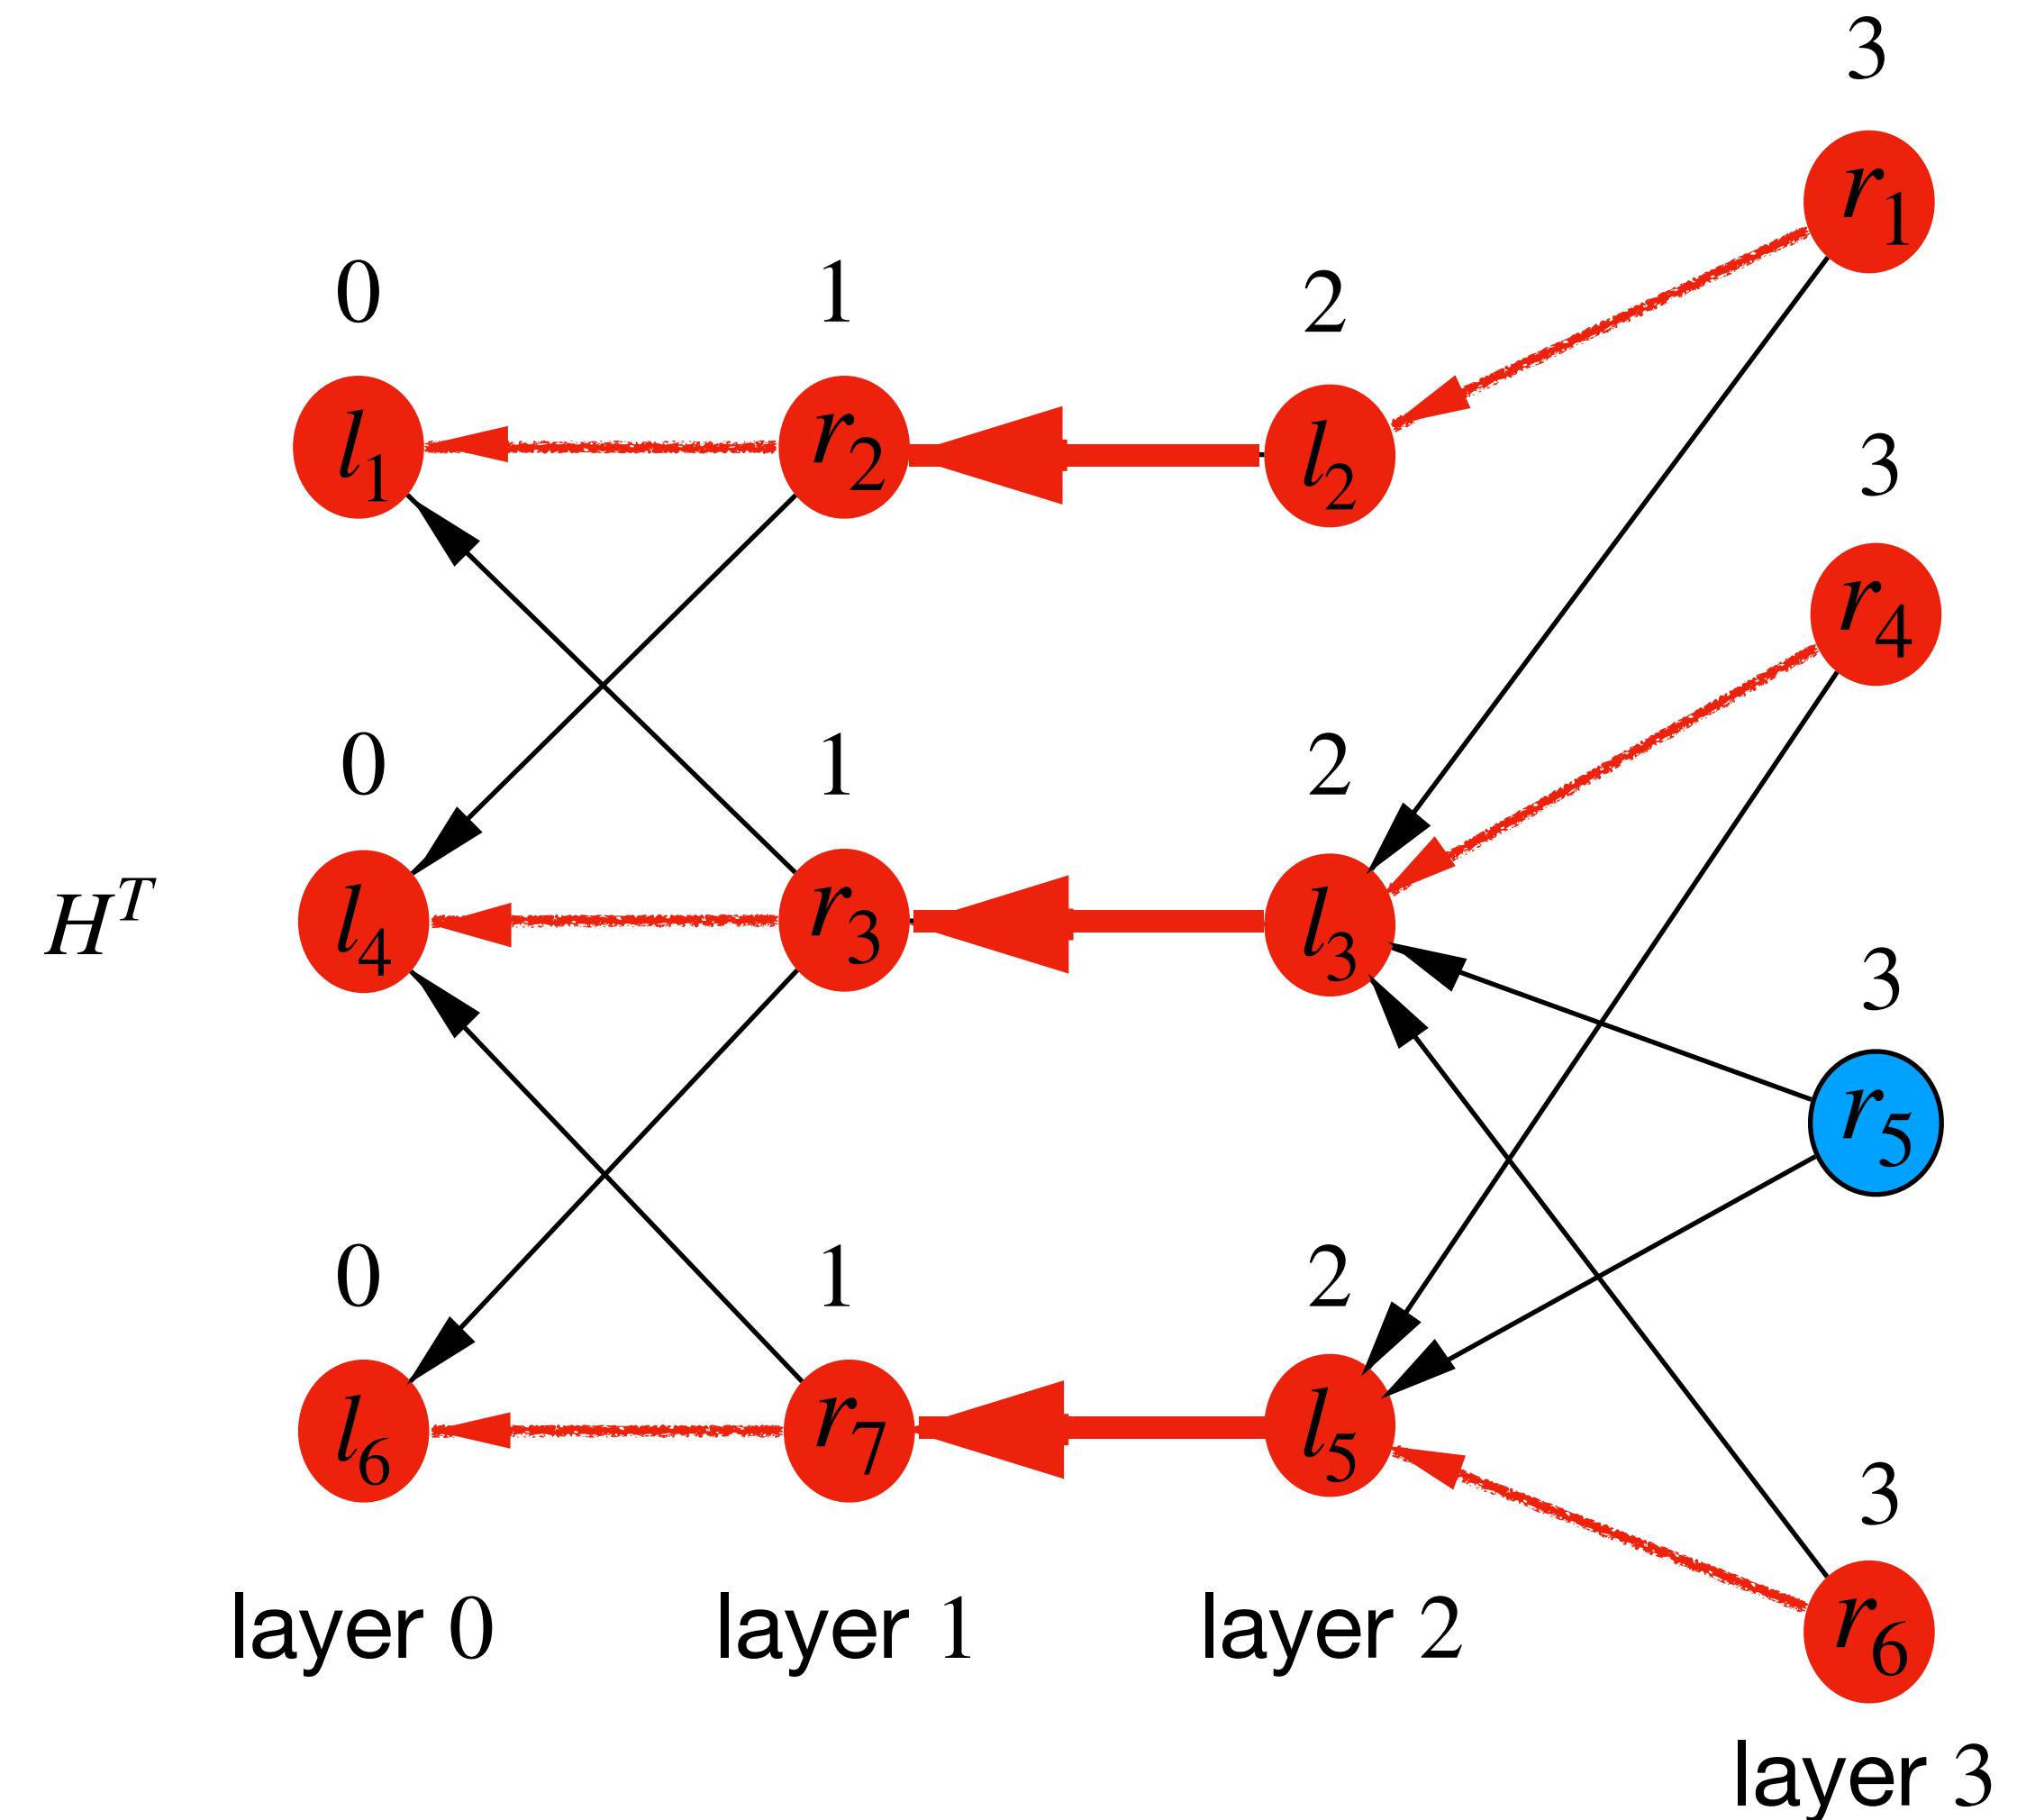 3
r₁
0 1 2
l₁ r₂ l₂
3
r₄
0 1 2
Hᵀ l₄ r₃ l₃
3
r₅
0 1 2
l₆ r₇ l₅
3
r₆
layer 0 layer 1 layer 2
layer 3